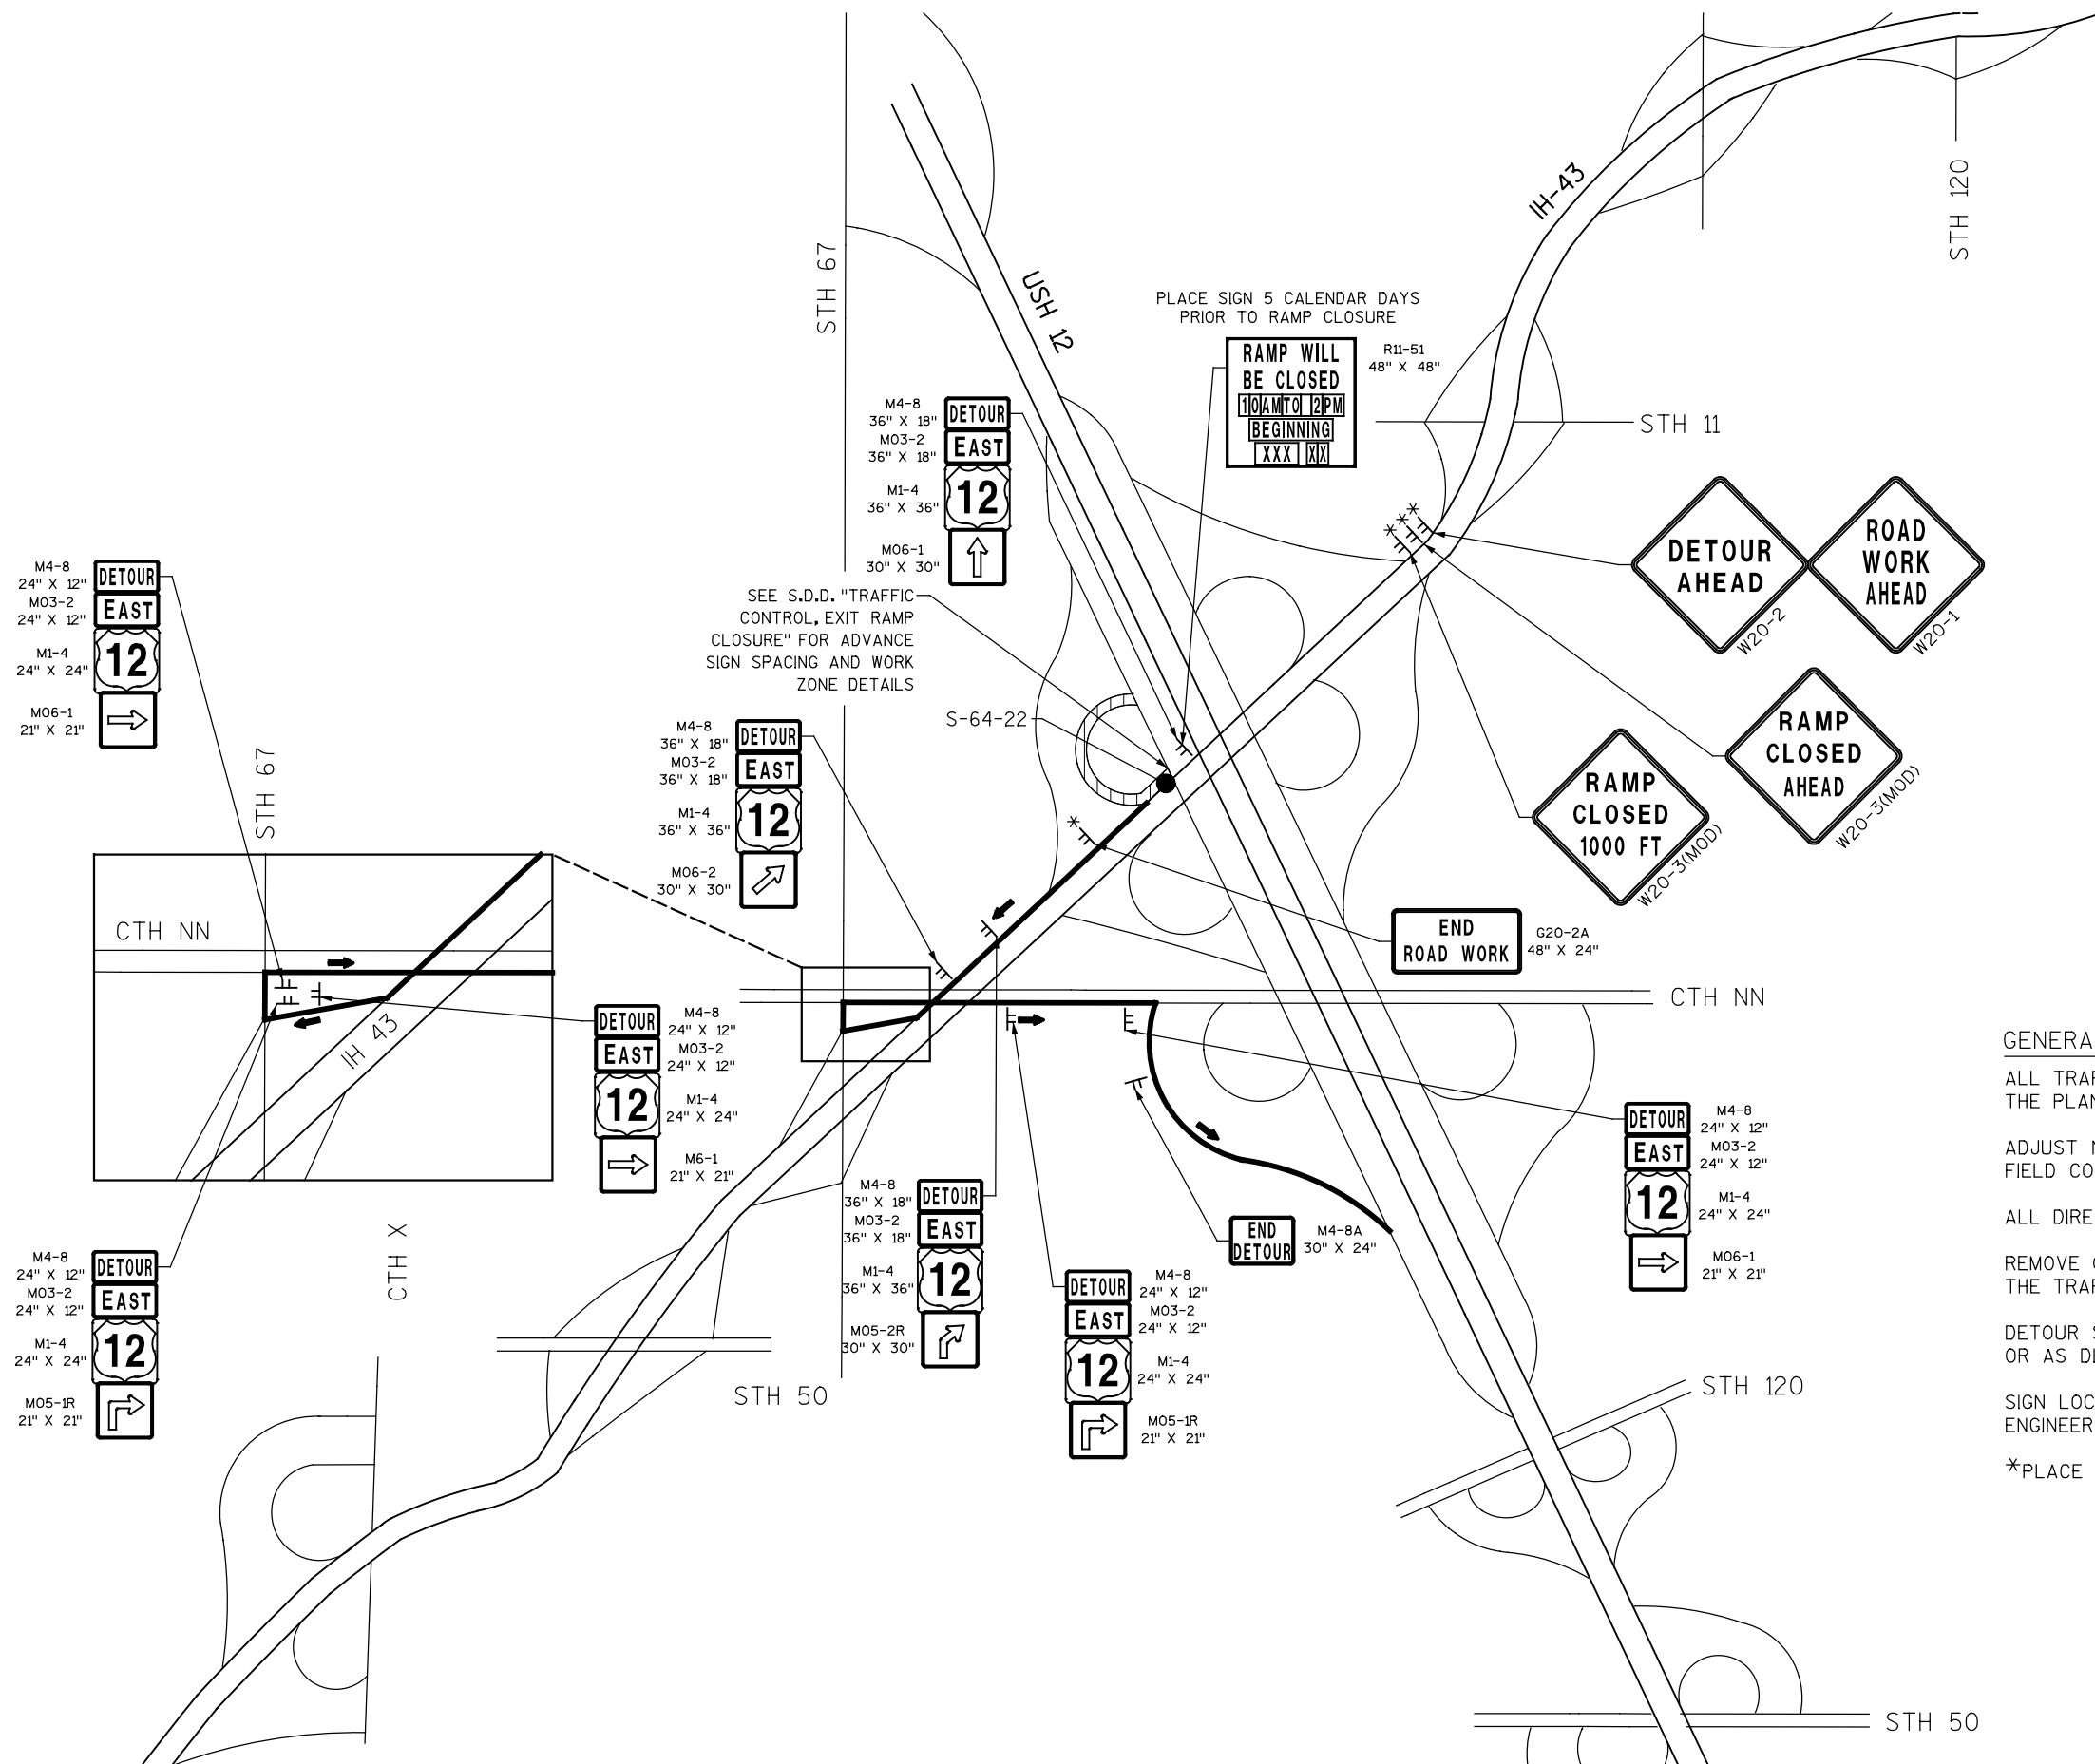 STH 67
USH 12
IH-43
STH 120
PLACE SIGN 5 CALENDAR DAYS
PRIOR TO RAMP CLOSURE
RAMP WILL
BE CLOSED
10AM TO 2PM
BEGINNING
XXX XX
R11-51
48" X 48"
STH 11
M4-8
36" X 18"
M03-2
36" X 18"
M1-4
36" X 36"
M06-1
30" X 30"
DETOUR
EAST
12
DETOUR
AHEAD
W20-2
ROAD
WORK
AHEAD
W20-1
RAMP
CLOSED
AHEAD
W20-3(MOD)
RAMP
CLOSED
1000 FT
W20-3(MOD)
* * *
SEE S.D.D. "TRAFFIC
CONTROL, EXIT RAMP
CLOSURE" FOR ADVANCE
SIGN SPACING AND WORK
ZONE DETAILS
S-64-22
M4-8
24" X 12"
M03-2
24" X 12"
M1-4
24" X 24"
M06-1
21" X 21"
DETOUR
EAST
12
M4-8
36" X 18"
M03-2
36" X 18"
M1-4
36" X 36"
M06-2
30" X 30"
DETOUR
EAST
12
*
END
ROAD WORK
G20-2A
48" X 24"
STH 67
CTH NN
IH 43
CTH NN
DETOUR
EAST
12
M4-8
24" X 12"
M03-2
24" X 12"
M1-4
24" X 24"
M6-1
21" X 21"
DETOUR
EAST
12
M4-8
24" X 12"
M03-2
24" X 12"
M1-4
24" X 24"
M06-1
21" X 21"
M4-8
36" X 18"
M03-2
36" X 18"
M1-4
36" X 36"
M05-2R
30" X 30"
DETOUR
EAST
12
END
DETOUR
M4-8A
30" X 24"
M4-8
24" X 12"
M03-2
24" X 12"
M1-4
24" X 24"
M05-1R
21" X 21"
DETOUR
EAST
12
CTH X
DETOUR
EAST
12
M4-8
24" X 12"
M03-2
24" X 12"
M1-4
24" X 24"
M05-1R
21" X 21"
STH 50
STH 120
STH 50
GENERA
ALL TRAF
THE PLAN
ADJUST
FIELD CO
ALL DIRE
REMOVE
THE TRAF
DETOUR
OR AS
SIGN LOC
ENGINEER
*PLACE